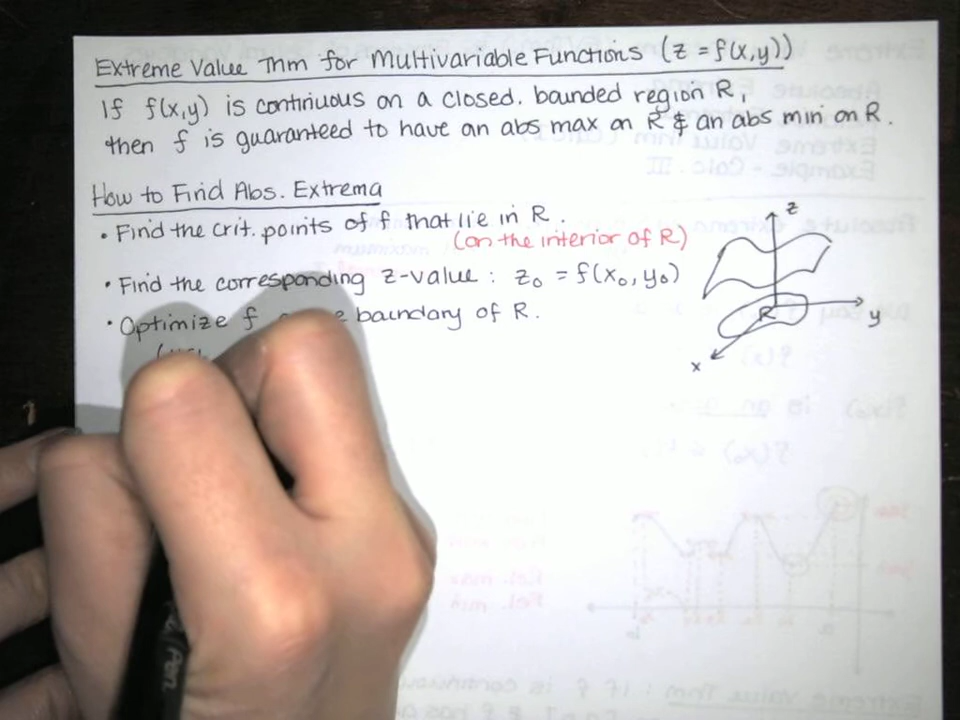 Extreme Value Thm for Multivariable Functions (z = f(x,y))
If f(x,y) is continuous on a closed, bounded region R,
then f is guaranteed to have an abs max on R & an abs min on R.
How to Find Abs. Extrema
• Find the crit. points of f that lie in R.
(on the interior of R)
• Find the corresponding z-value : z₀ = f(x₀, y₀)
• Optimize f boundary of R.
z
R
y
x
Pen